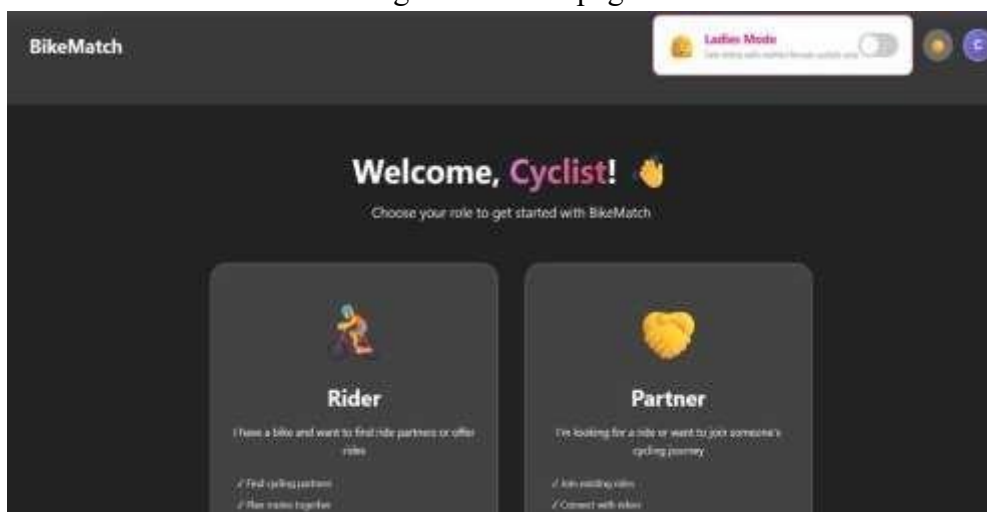 BikeMatch
Ladies Mode
C
Welcome, Cyclist!
Choose your role to get started with BikeMatch
Rider
I have a bike and want to find ride partners or offer
rides
✓ Find cycling partners
✓ Plan routes together
Partner
I'm looking for a ride or want to join someone's
cycling journey
✓ Join existing rides
✓ Connect with riders